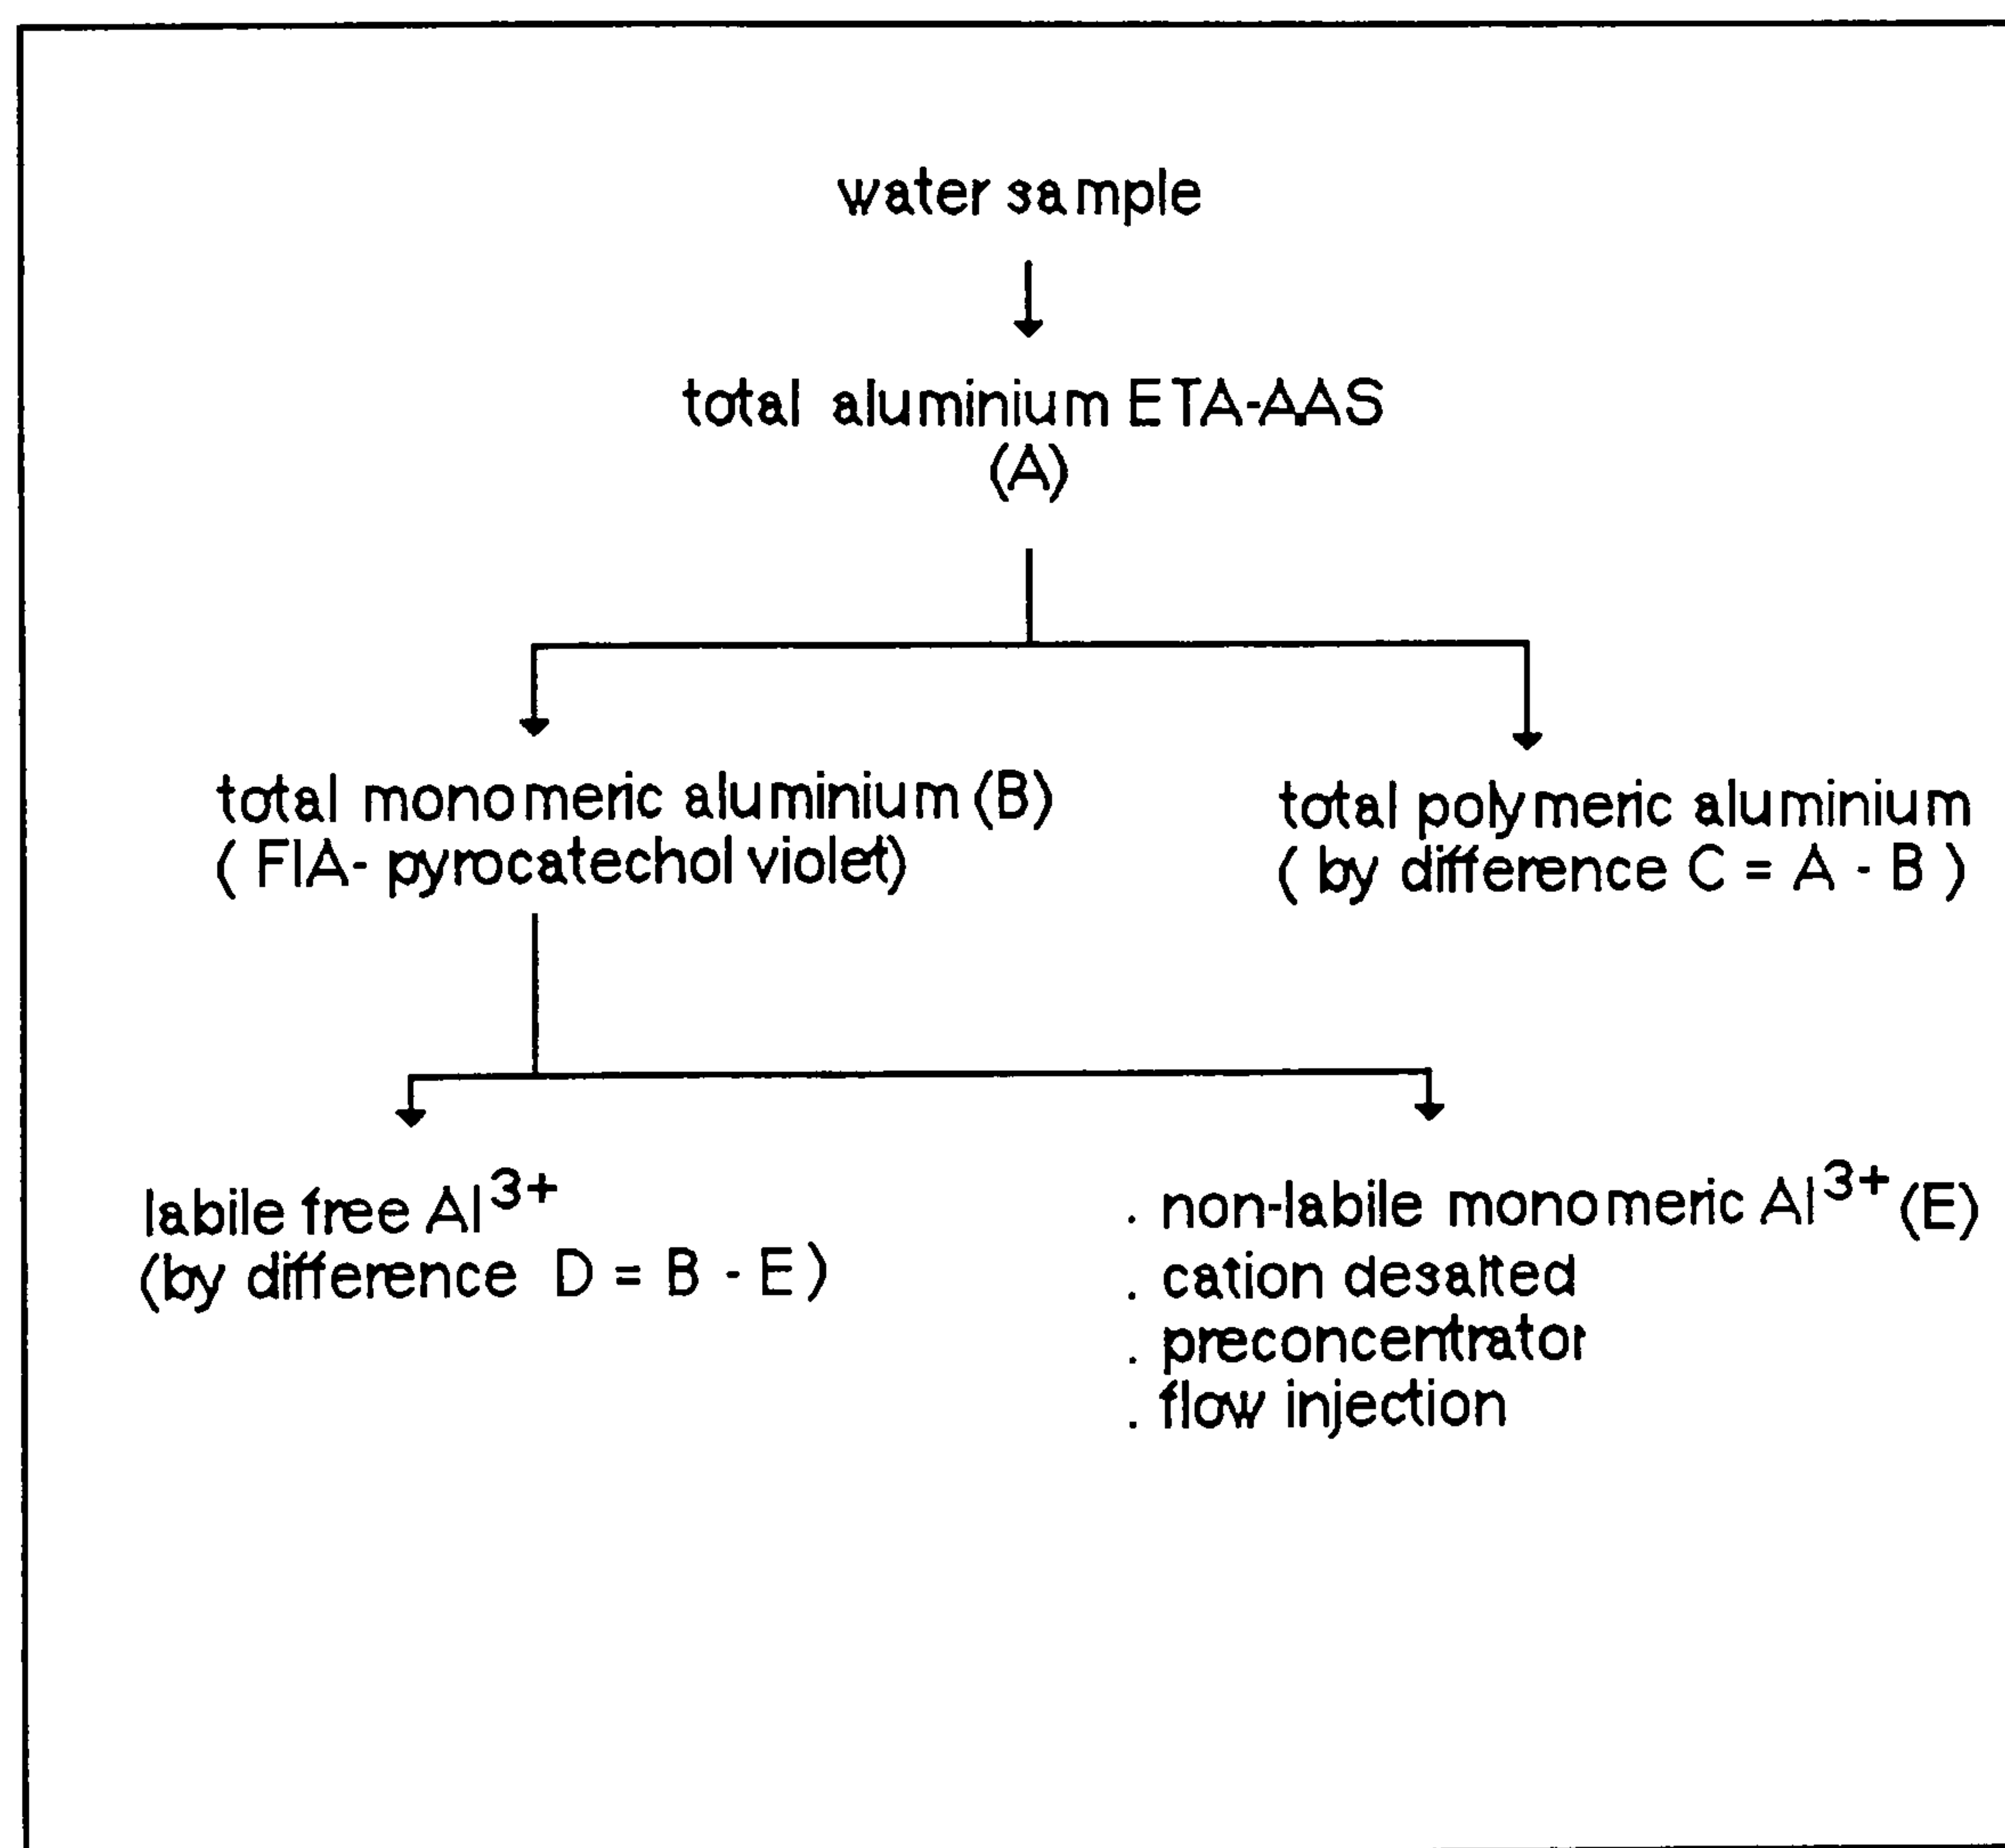 water sample
total aluminium ETA-AAS
(A)
total monomeric aluminium (B)
( FIA- pyrocatechol violet)
total polymeric aluminium
( by difference C = A - B )
labile free Al³⁺
(by difference D = B - E )
. non-labile monomeric Al³⁺ (E)
. cation desalted
. preconcentrator
. flow injection